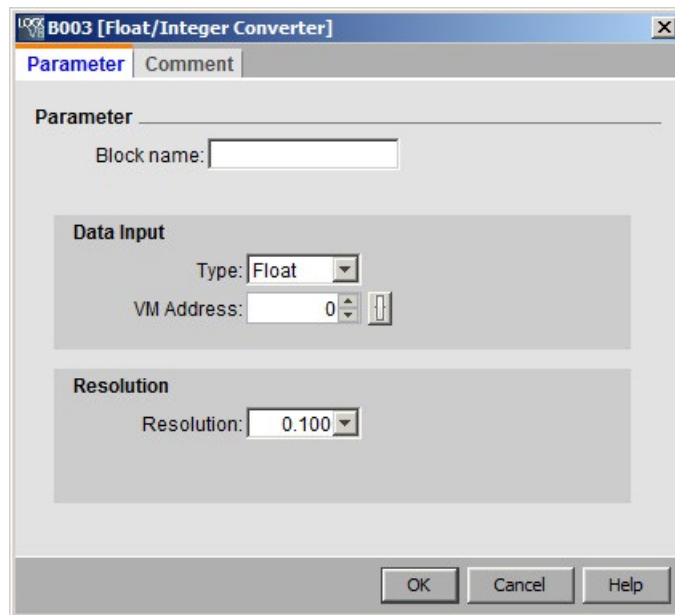 B003 [Float/Integer Converter]
Parameter Comment
Parameter
Block name:
Data Input
Type: Float
VM Address: 0
Resolution
Resolution: 0.100
OK Cancel Help